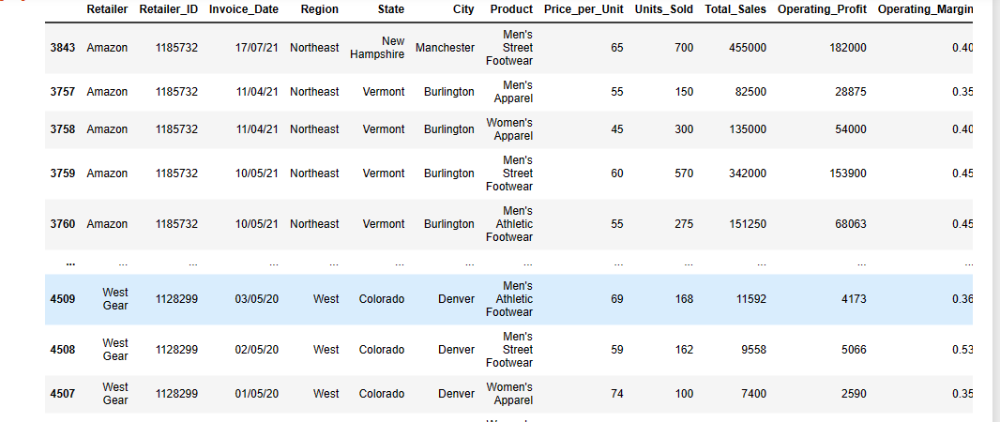 Retailer Retailer_ID Invoice_Date Region State City Product Price_per_Unit Units_Sold Total_Sales Operating_Profit Operating_Margin
3843 Amazon 1185732 17/07/21 Northeast New Hampshire Manchester Men's Street Footwear 65 700 455000 182000 0.40
3757 Amazon 1185732 11/04/21 Northeast Vermont Burlington Men's Apparel 55 150 82500 28875 0.35
3758 Amazon 1185732 11/04/21 Northeast Vermont Burlington Women's Apparel 45 300 135000 54000 0.40
3759 Amazon 1185732 10/05/21 Northeast Vermont Burlington Men's Street Footwear 60 570 342000 153900 0.45
3760 Amazon 1185732 10/05/21 Northeast Vermont Burlington Men's Athletic Footwear 55 275 151250 68063 0.45
... ... ... ... ... ... ... ... ... ... ... ... ...
4509 West Gear 1128299 03/05/20 West Colorado Denver Men's Athletic Footwear 69 168 11592 4173 0.36
4508 West Gear 1128299 02/05/20 West Colorado Denver Men's Street Footwear 59 162 9558 5066 0.53
4507 West Gear 1128299 01/05/20 West Colorado Denver Women's Apparel 74 100 7400 2590 0.35